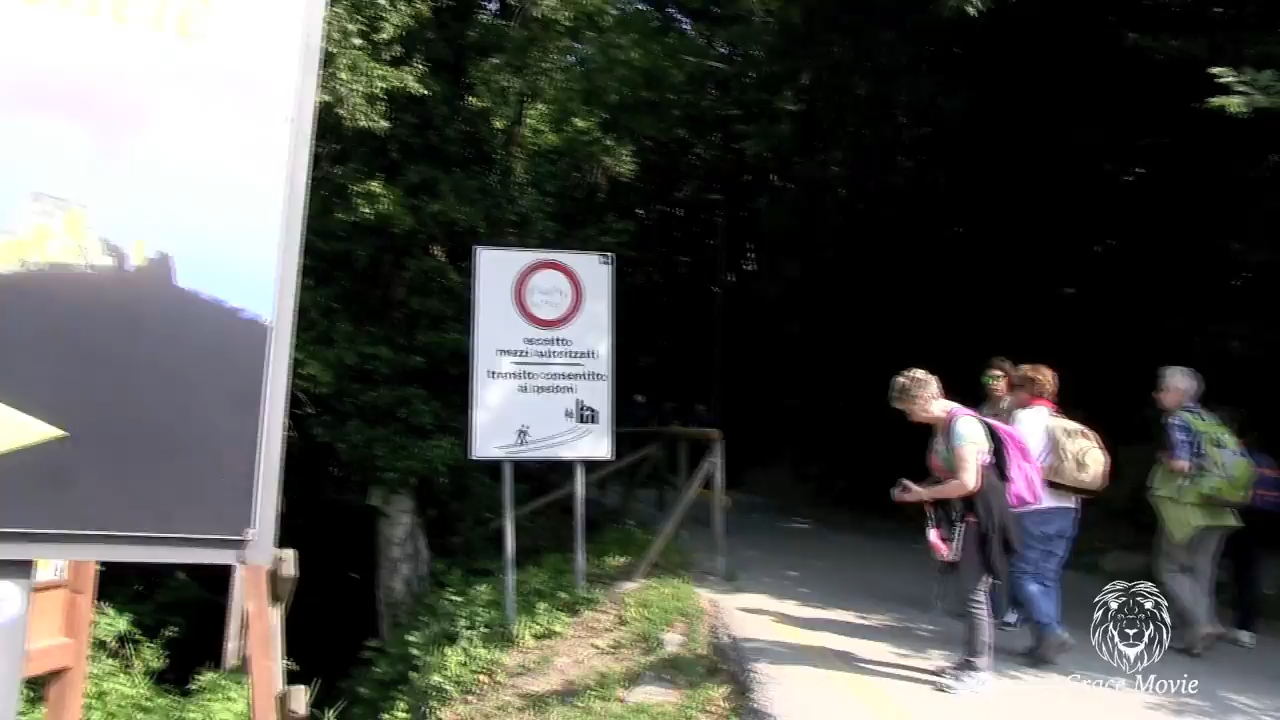 eccetto
mezzi autorizzati
transito consentito
ai pedoni
Grace Movie